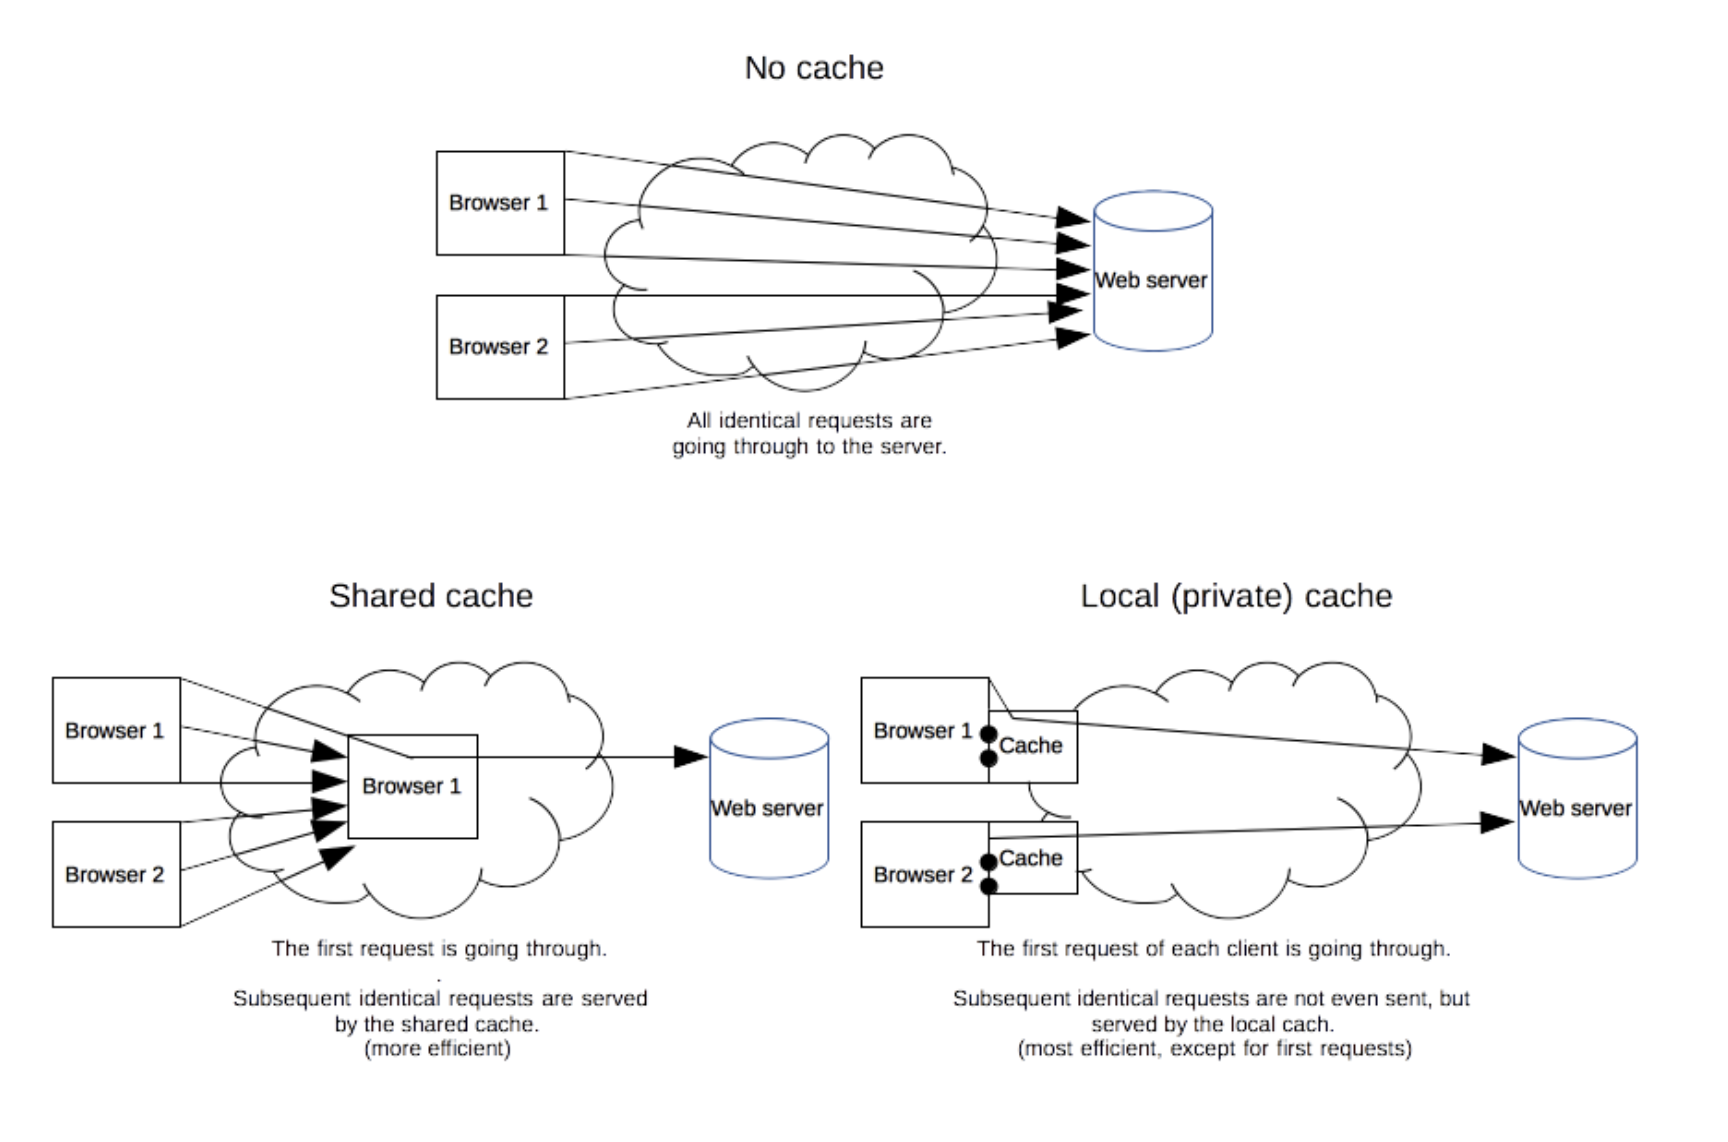 No cache
Browser 1
Web server
Browser 2
All identical requests are
going through to the server.
Shared cache
Browser 1
Browser 1
Web server
Browser 2
The first request is going through.
.
Subsequent identical requests are served
by the shared cache.
(more efficient)
Local (private) cache
Browser 1
Cache
Web server
Browser 2
Cache
The first request of each client is going through.
Subsequent identical requests are not even sent, but
served by the local cach.
(most efficient, except for first requests)